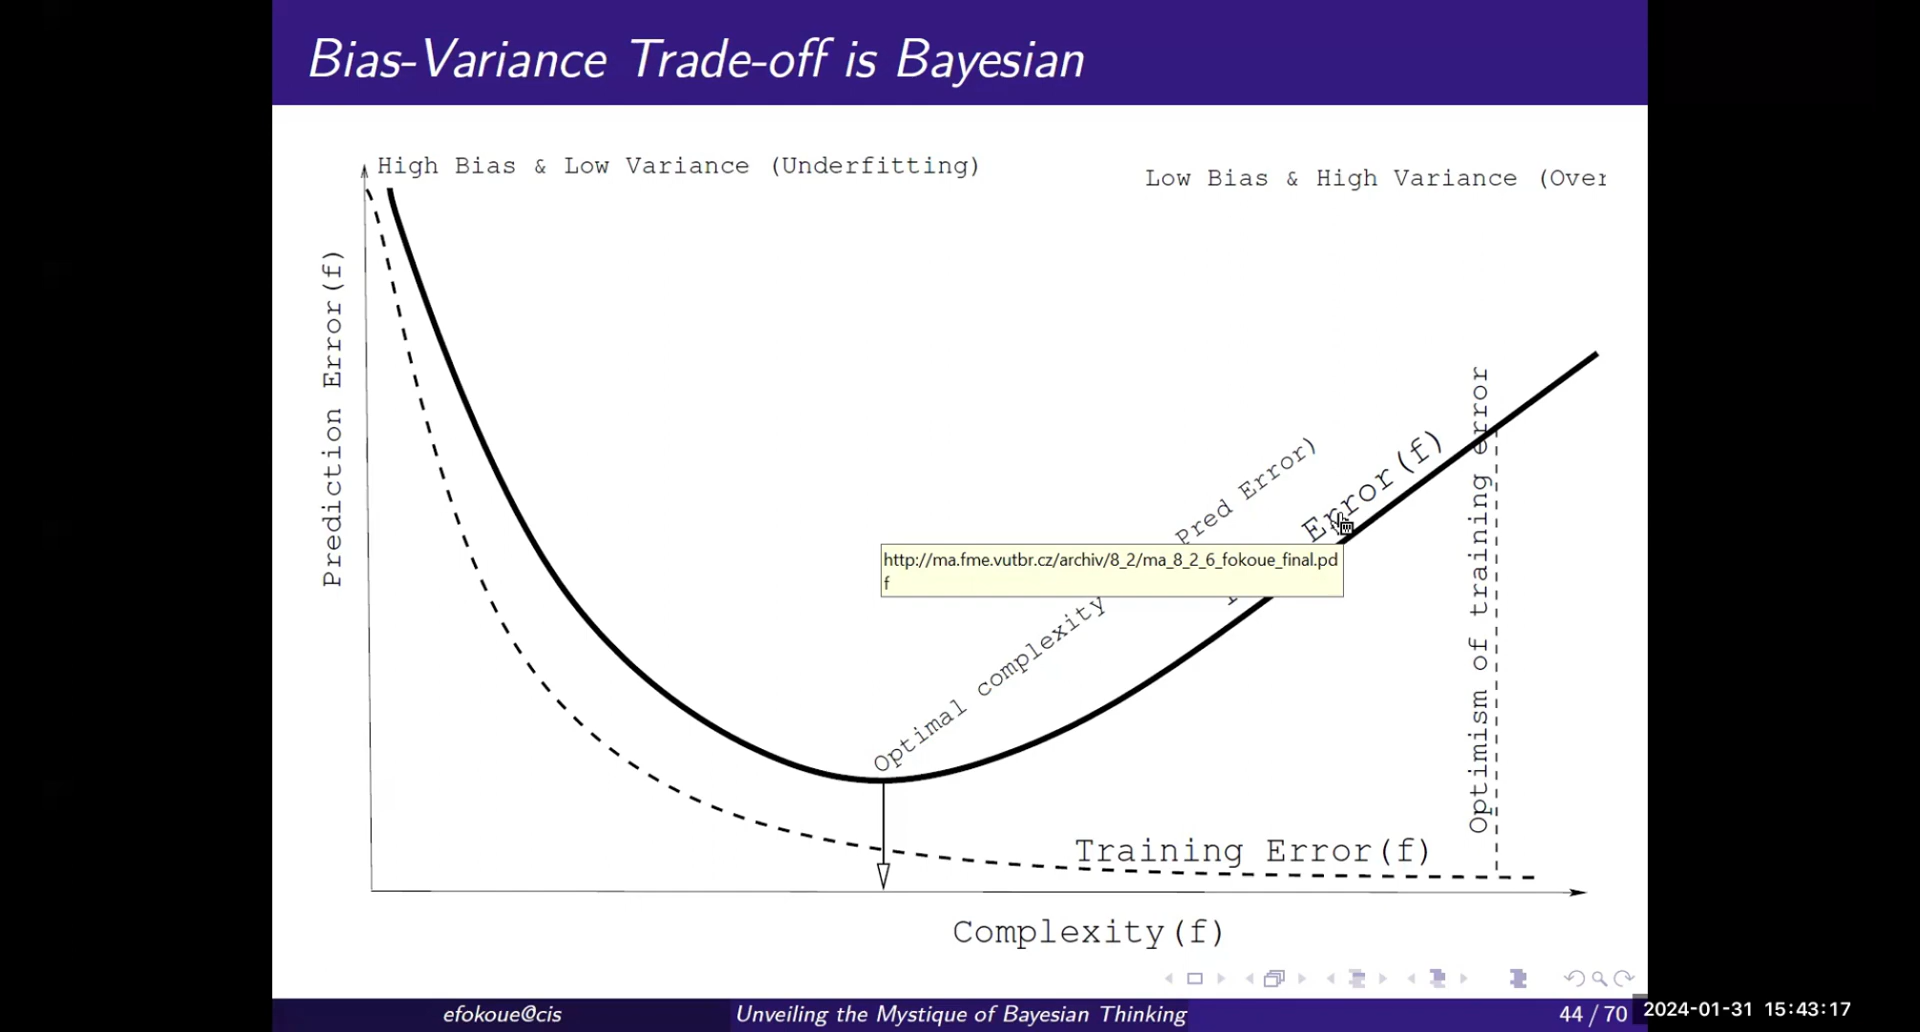 Bias-Variance Trade-off is Bayesian
High Bias & Low Variance (Underfitting)
Low Bias & High Variance (Over
Prediction Error(f)
Optimal complexity
Pred Error)
Error(f)
Optimism of training error
http://ma.fme.vutbr.cz/archiv/8_2/ma_8_2_6_fokoue_final.pd
f
Training Error(f)
Complexity(f)
efokoue@cis
Unveiling the Mystique of Bayesian Thinking
44 / 70
2024-01-31 15:43:17